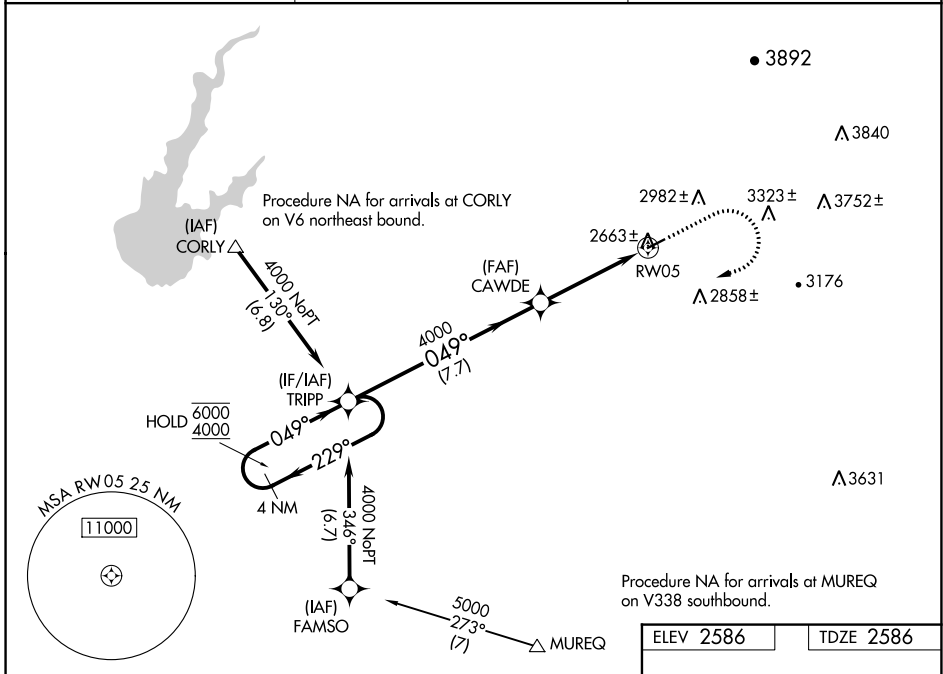 3892
3840
Procedure NA for arrivals at CORLY
on V6 northeast bound.
2982±
3323±
3752±
(IAF)
CORLY
2663±
RW05
4000 NoPT
130°
(6.8)
(FAF)
CAWDE
2858±
3176
4000
049°
(7.7)
(IF/IAF)
TRIPP
HOLD 6000
4000
049°
229°
4 NM
MSA RW05 25 NM
11000
3631
4000 NoPT
346°
(6.7)
(IAF)
FAMSO
5000
273°
(7)
MUREQ
Procedure NA for arrivals at MUREQ
on V338 southbound.
ELEV 2586
TDZE 2586